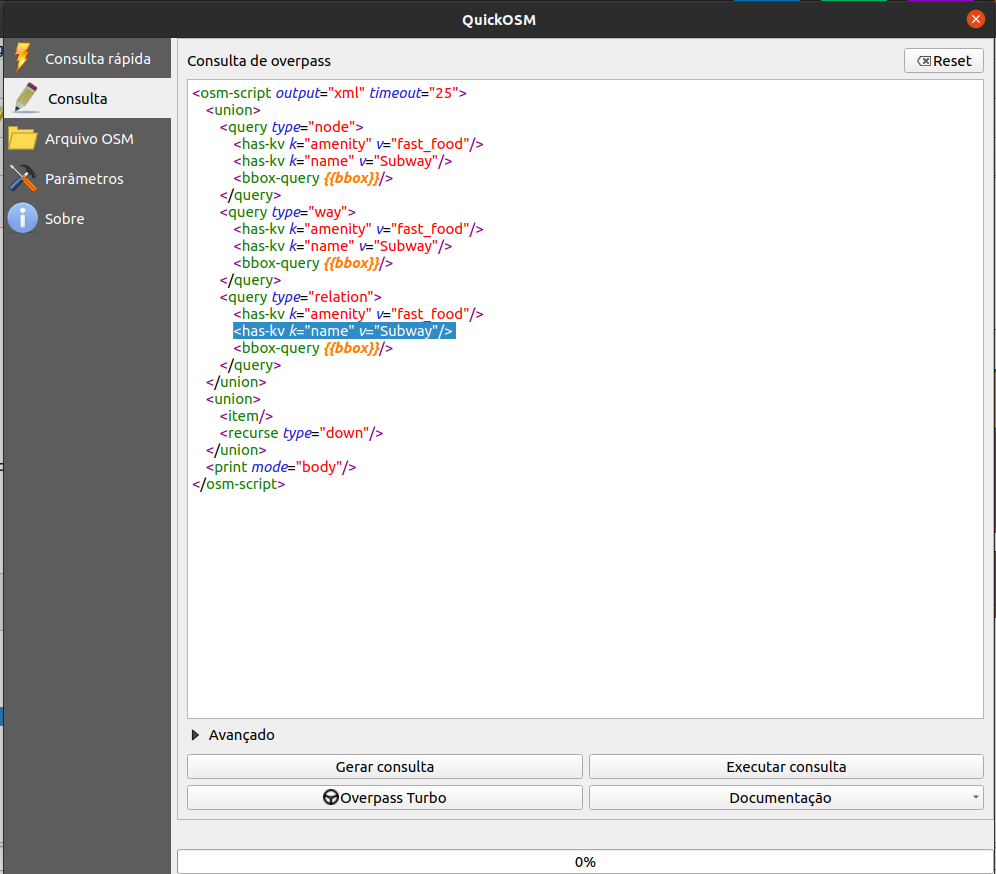 QuickOSM
Consulta rápida
Consulta
Arquivo OSM
Parâmetros
Sobre
Consulta de overpass
Reset
<osm-script output="xml" timeout="25">
<union>
<query type="node">
<has-kv k="amenity" v="fast_food"/>
<has-kv k="name" v="Subway"/>
<bbox-query {{bbox}}/>
</query>
<query type="way">
<has-kv k="amenity" v="fast_food"/>
<has-kv k="name" v="Subway"/>
<bbox-query {{bbox}}/>
</query>
<query type="relation">
<has-kv k="amenity" v="fast_food"/>
<has-kv k="name" v="Subway"/>
<bbox-query {{bbox}}/>
</query>
</union>
<union>
<item/>
<recurse type="down"/>
</union>
<print mode="body"/>
</osm-script>
Avançado
Gerar consulta
Executar consulta
Overpass Turbo
Documentação
0%